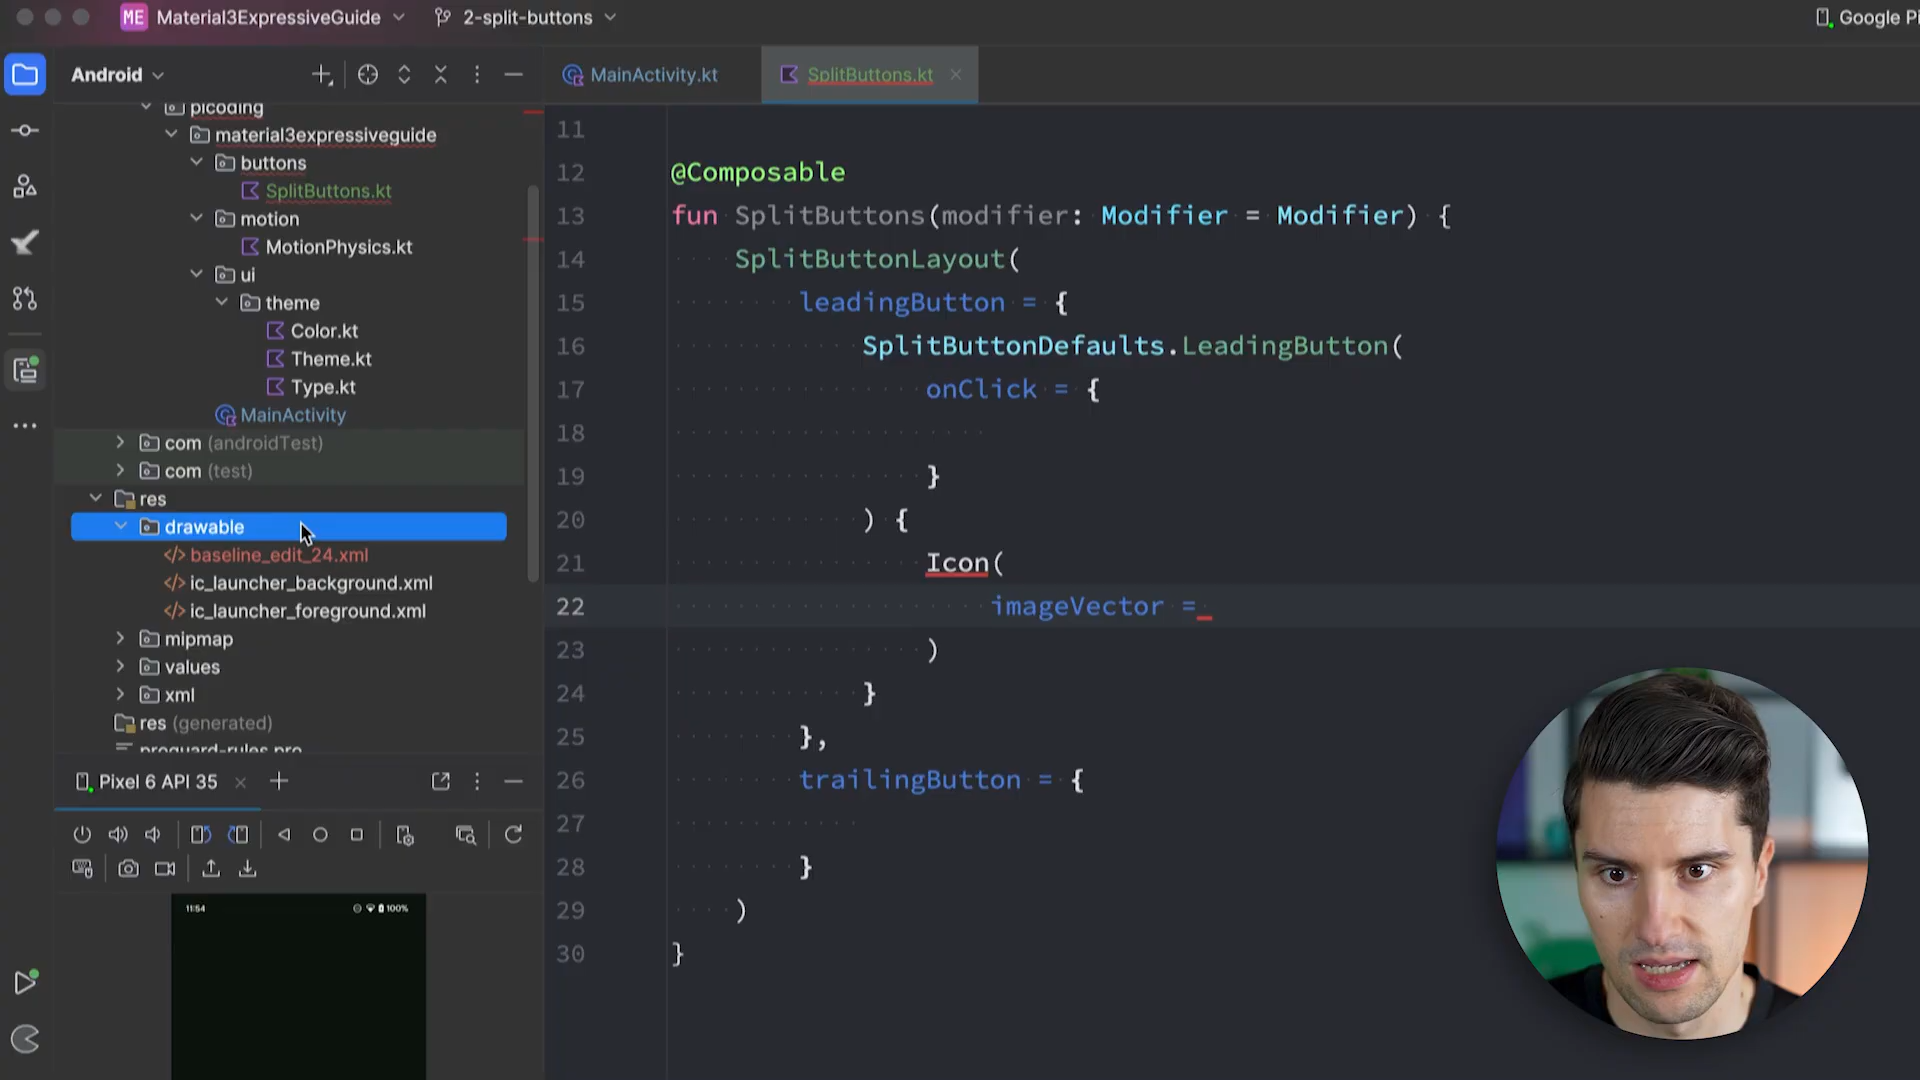 ME Material3ExpressiveGuide 2-split-buttons
Google Pi
Android
MainActivity.kt
SplitButtons.kt
picoding
material3expressiveguide
buttons
SplitButtons.kt
motion
MotionPhysics.kt
ui
theme
Color.kt
Theme.kt
Type.kt
MainActivity
com (androidTest)
com (test)
res
drawable
baseline_edit_24.xml
ic_launcher_background.xml
ic_launcher_foreground.xml
mipmap
values
xml
res (generated)
proguard-rules.pro
Pixel 6 API 35
11:54
100%
11
12 @Composable
13 fun SplitButtons(modifier: Modifier = Modifier) {
14 SplitButtonLayout(
15 leadingButton = {
16 SplitButtonDefaults.LeadingButton(
17 onClick = {
18
19 }
20 ) {
21 Icon(
22 imageVector =
23 )
24 }
25 },
26 trailingButton = {
27
28 }
29 )
30 }